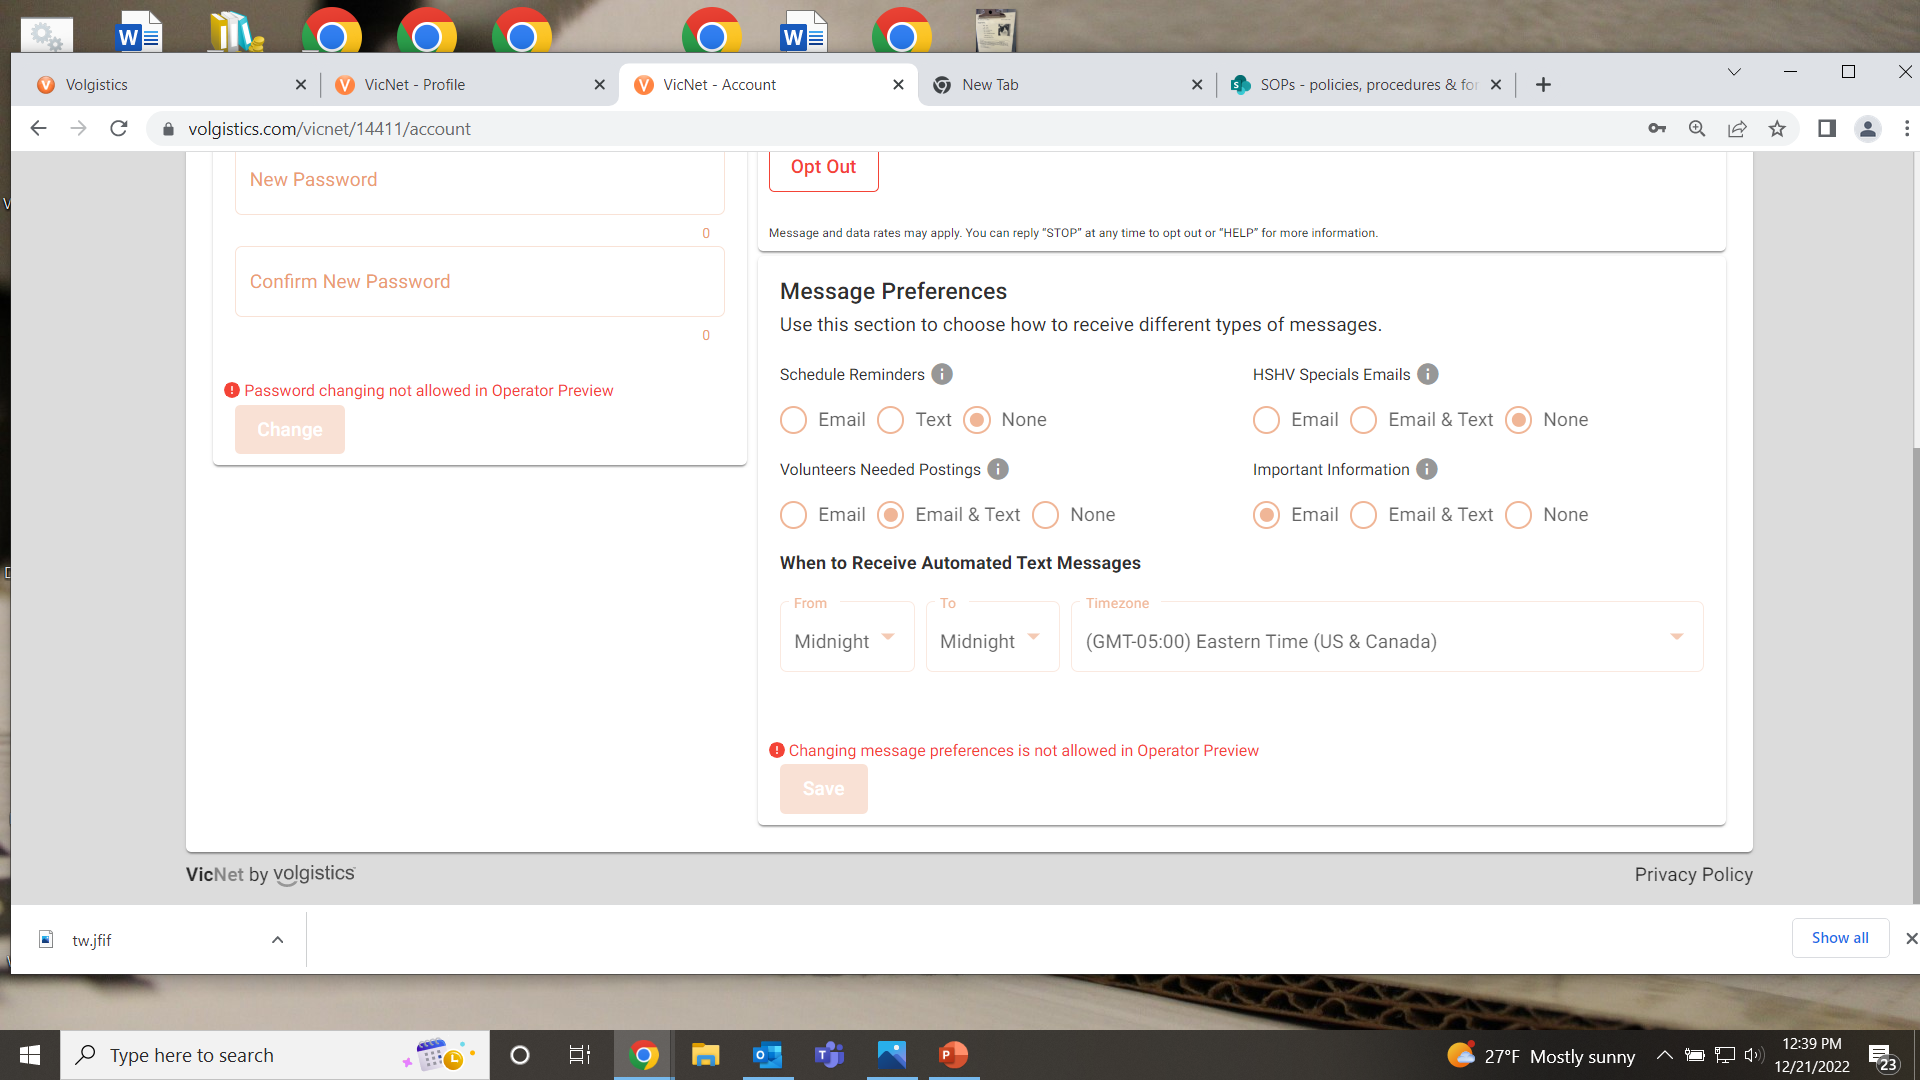 Volgistics
VicNet - Profile
VicNet - Account
New Tab
SOPs - policies, procedures & for
volgistics.com/vicnet/14411/account
New Password
0
Confirm New Password
0
Password changing not allowed in Operator Preview
Change
Opt Out
Message and data rates may apply. You can reply “STOP” at any time to opt out or “HELP” for more information.
Message Preferences
Use this section to choose how to receive different types of messages.
Schedule Reminders
Email Text None
HSHV Specials Emails
Email Email & Text None
Volunteers Needed Postings
Email Email & Text None
Important Information
Email Email & Text None
When to Receive Automated Text Messages
From
Midnight
To
Midnight
Timezone
(GMT-05:00) Eastern Time (US & Canada)
Changing message preferences is not allowed in Operator Preview
Save
VicNet by volgistics
Privacy Policy
tw.jfif
Show all
Type here to search
27°F Mostly sunny
12:39 PM
12/21/2022
23